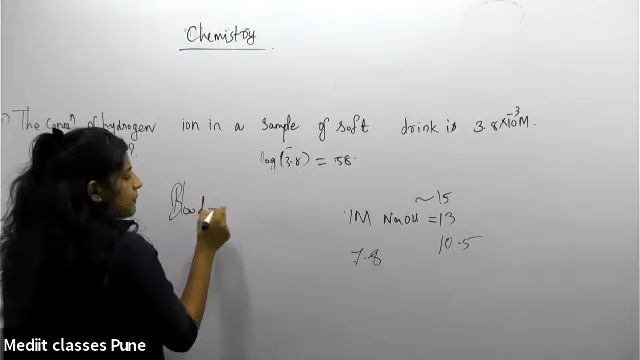 Chemistry
The concn of hydrogen ion in a sample of soft drink is 3.8×10⁻³M.
log(3.8) = 58.
Blood
~15
1M NaOH = 13
10.5
7.8
Mediit classes Pune